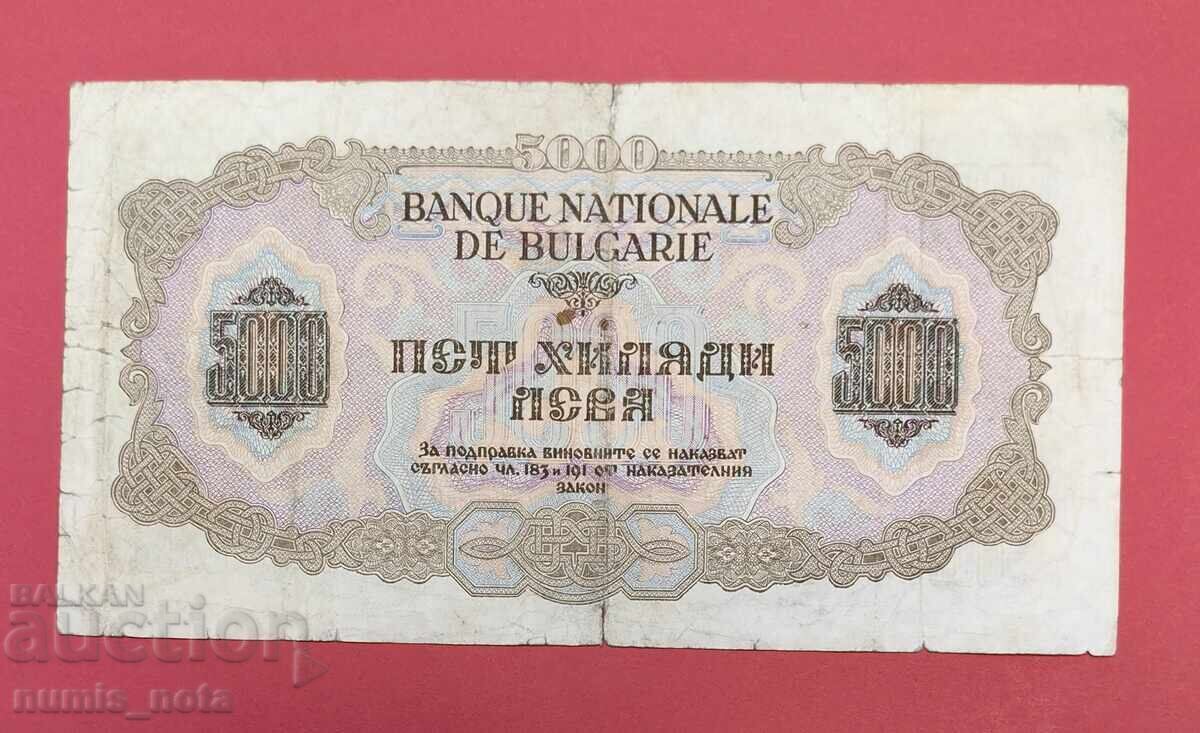 5000
BANQUE NATIONALE
DE BULGARIE
5000
5000
5000
ПЕТ ХИЛЯДИ
ЛЕВА
За подправка виновните се наказват
съгласно чл. 183 и 191 от наказателния
закон
BALKAN
auction
numis_nota